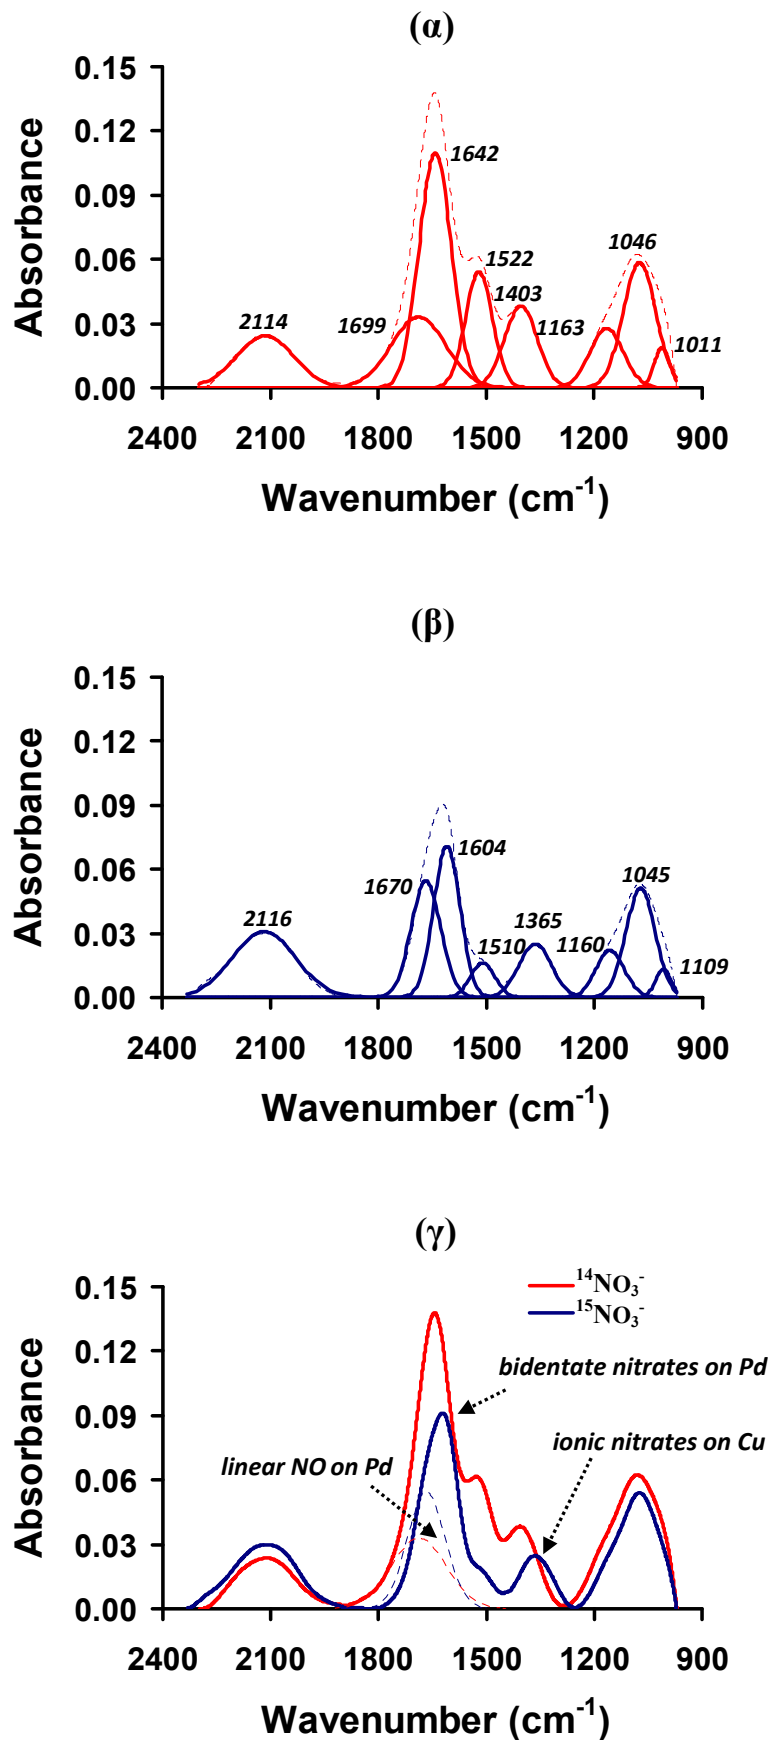 (α)
0.15
0.12
0.09
0.06
0.03
0.00
Absorbance
2114
1699
1642
1522
1403
1163
1046
1011
2400 2100 1800 1500 1200 900
Wavenumber (cm-1)
(β)
0.15
0.12
0.09
0.06
0.03
0.00
Absorbance
2116
1670
1604
1510
1365
1160
1045
1109
2400 2100 1800 1500 1200 900
Wavenumber (cm-1)
(γ)
0.15
0.12
0.09
0.06
0.03
0.00
Absorbance
14NO3-
15NO3-
bidentate nitrates on Pd
ionic nitrates on Cu
linear NO on Pd
2400 2100 1800 1500 1200 900
Wavenumber (cm-1)